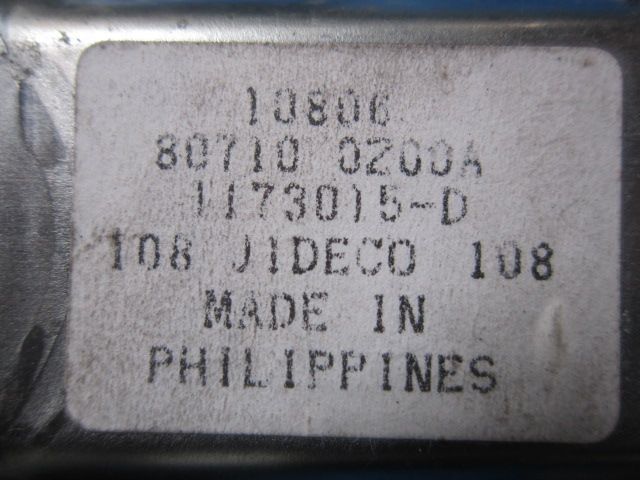 10806
80710 0200A
1173015-D
108 JIDECO 108
MADE IN
PHILIPPINES